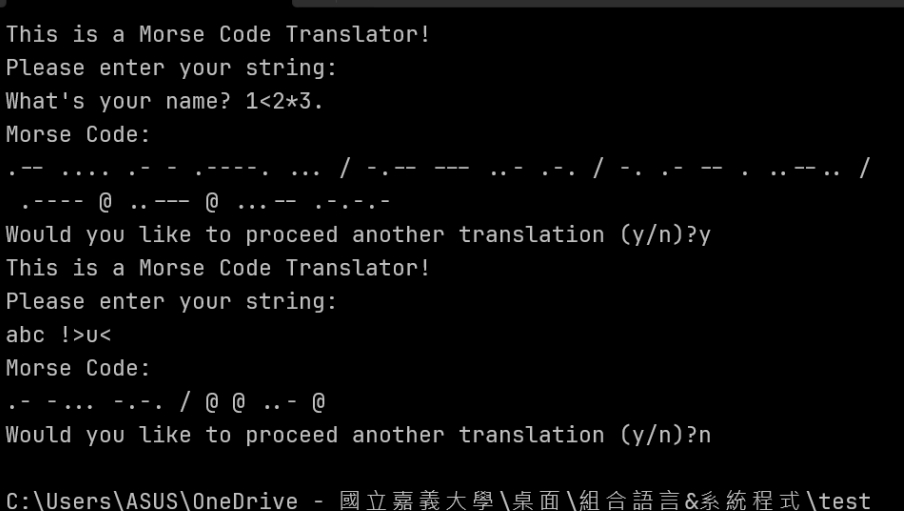 This is a Morse Code Translator!
Please enter your string:
What's your name? 1<2*3.
Morse Code:
.-- .... .- - .----. ... / -.-- --- ..- .-. / -. .- -- . ..--.. /
.---- @ ..--- @ ...-- .-.-.-
Would you like to proceed another translation (y/n)?y
This is a Morse Code Translator!
Please enter your string:
abc !>u<
Morse Code:
.- -... -.-. / @ @ ..- @
Would you like to proceed another translation (y/n)?n
C:\Users\ASUS\OneDrive - 國立嘉義大學\桌面\組合語言&系統程式\test